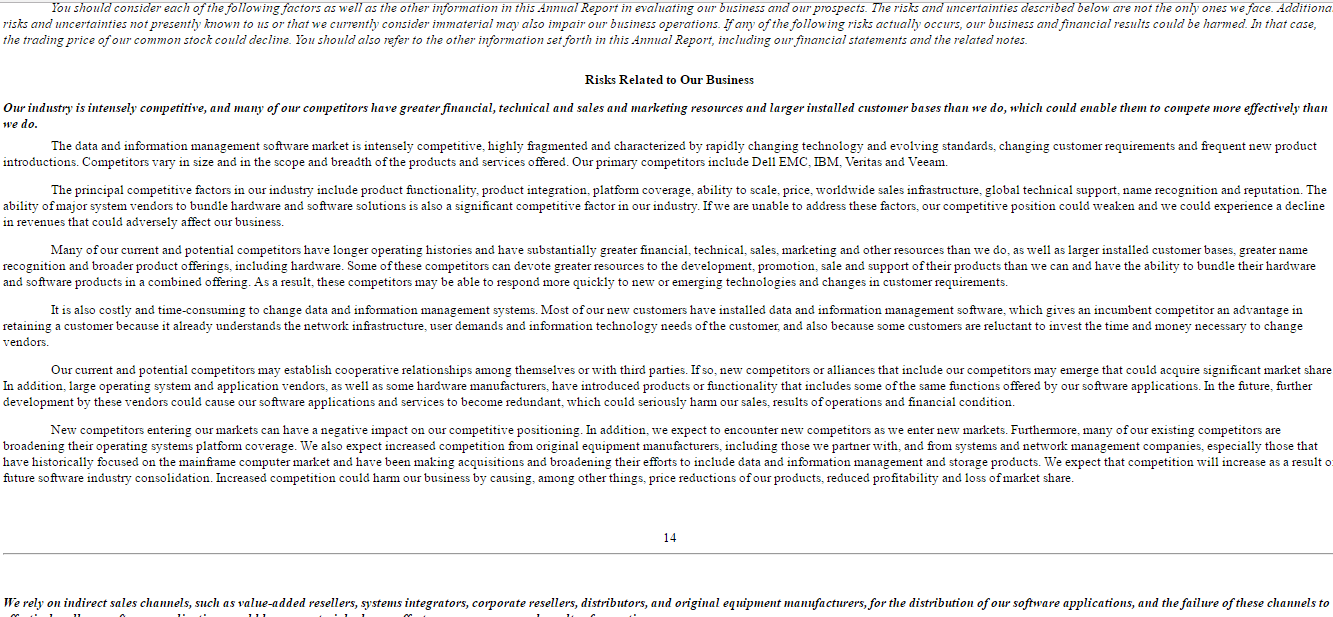 You should consider each of the following factors as well as the other information in this Annual Report in evaluating our business and our prospects. The risks and uncertainties described below are not the only ones we face. Additiona
risks and uncertainties not presently known to us or that we currently consider immaterial may also impair our business operations. If any of the following risks actually occurs, our business and financial results could be harmed. In that case,
the trading price of our common stock could decline. You should also refer to the other information set forth in this Annual Report, including our financial statements and the related notes.
Risks Related to Our Business
Our industry is intensely competitive, and many of our competitors have greater financial, technical and sales and marketing resources and larger installed customer bases than we do, which could enable them to compete more effectively than
we do.
The data and information management software market is intensely competitive, highly fragmented and characterized by rapidly changing technology and evolving standards, changing customer requirements and frequent new product
introductions. Competitors vary in size and in the scope and breadth of the products and services offered. Our primary competitors include Dell EMC, IBM, Veritas and Veeam.
The principal competitive factors in our industry include product functionality, product integration, platform coverage, ability to scale, price, worldwide sales infrastructure, global technical support, name recognition and reputation. The
ability of major system vendors to bundle hardware and software solutions is also a significant competitive factor in our industry. If we are unable to address these factors, our competitive position could weaken and we could experience a decline
in revenues that could adversely affect our business.
Many of our current and potential competitors have longer operating histories and have substantially greater financial, technical, sales, marketing and other resources than we do, as well as larger installed customer bases, greater name
recognition and broader product offerings, including hardware. Some of these competitors can devote greater resources to the development, promotion, sale and support of their products than we can and have the ability to bundle their hardware
and software products in a combined offering. As a result, these competitors may be able to respond more quickly to new or emerging technologies and changes in customer requirements.
It is also costly and time-consuming to change data and information management systems. Most of our new customers have installed data and information management software, which gives an incumbent competitor an advantage in
retaining a customer because it already understands the network infrastructure, user demands and information technology needs of the customer, and also because some customers are reluctant to invest the time and money necessary to change
vendors.
Our current and potential competitors may establish cooperative relationships among themselves or with third parties. If so, new competitors or alliances that include our competitors may emerge that could acquire significant market share
In addition, large operating system and application vendors, as well as some hardware manufacturers, have introduced products or functionality that includes some of the same functions offered by our software applications. In the future, further
development by these vendors could cause our software applications and services to become redundant, which could seriously harm our sales, results of operations and financial condition.
New competitors entering our markets can have a negative impact on our competitive positioning. In addition, we expect to encounter new competitors as we enter new markets. Furthermore, many of our existing competitors are
broadening their operating systems platform coverage. We also expect increased competition from original equipment manufacturers, including those we partner with, and from systems and network management companies, especially those that
have historically focused on the mainframe computer market and have been making acquisitions and broadening their efforts to include data and information management and storage products. We expect that competition will increase as a result o
future software industry consolidation. Increased competition could harm our business by causing, among other things, price reductions of our products, reduced profitability and loss of market share.
14
We rely on indirect sales channels, such as value-added resellers, systems integrators, corporate resellers, distributors, and original equipment manufacturers, for the distribution of our software applications, and the failure of these channels to